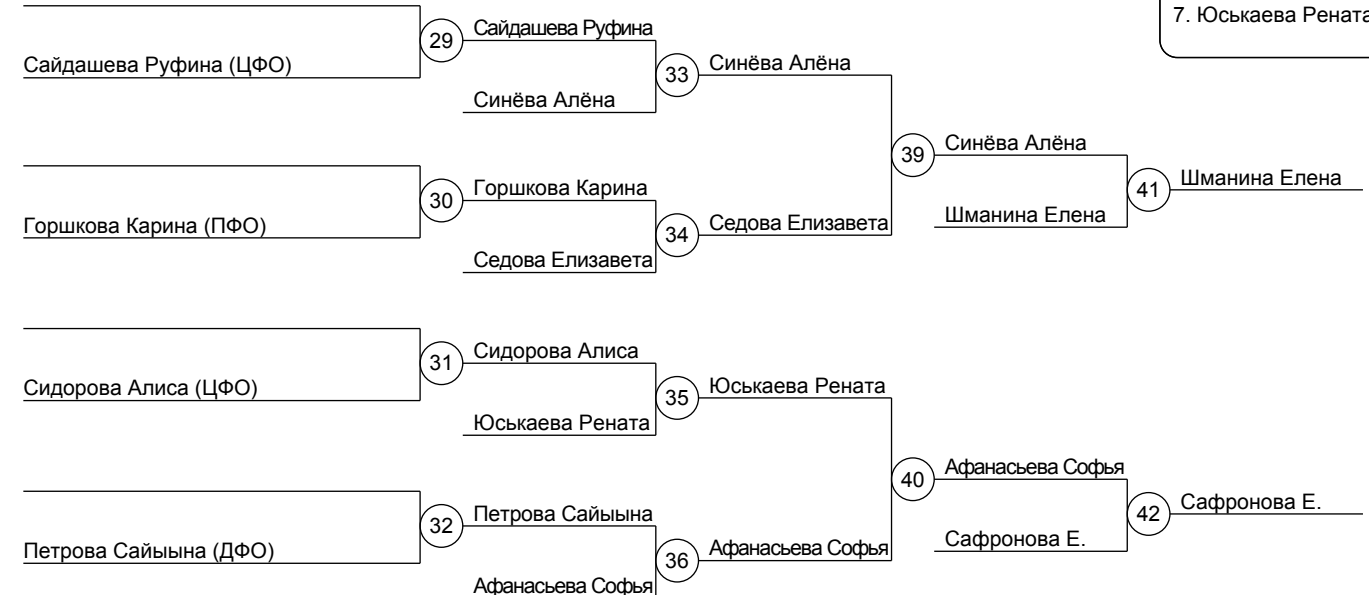 7. Юськаева Рената
29
Сайдашева Руфина
Сайдашева Руфина (ЦФО)
33
Синёва Алёна
Синёва Алёна
39
Синёва Алёна
30
Горшкова Карина
41
Шманина Елена
Шманина Елена
Горшкова Карина (ПФО)
34
Седова Елизавета
Седова Елизавета
31
Сидорова Алиса
Сидорова Алиса (ЦФО)
35
Юськаева Рената
Юськаева Рената
40
Афанасьева Софья
32
Петрова Сайыына
42
Сафронова Е.
Сафронова Е.
Петрова Сайыына (ДФО)
36
Афанасьева Софья
Афанасьева Софья